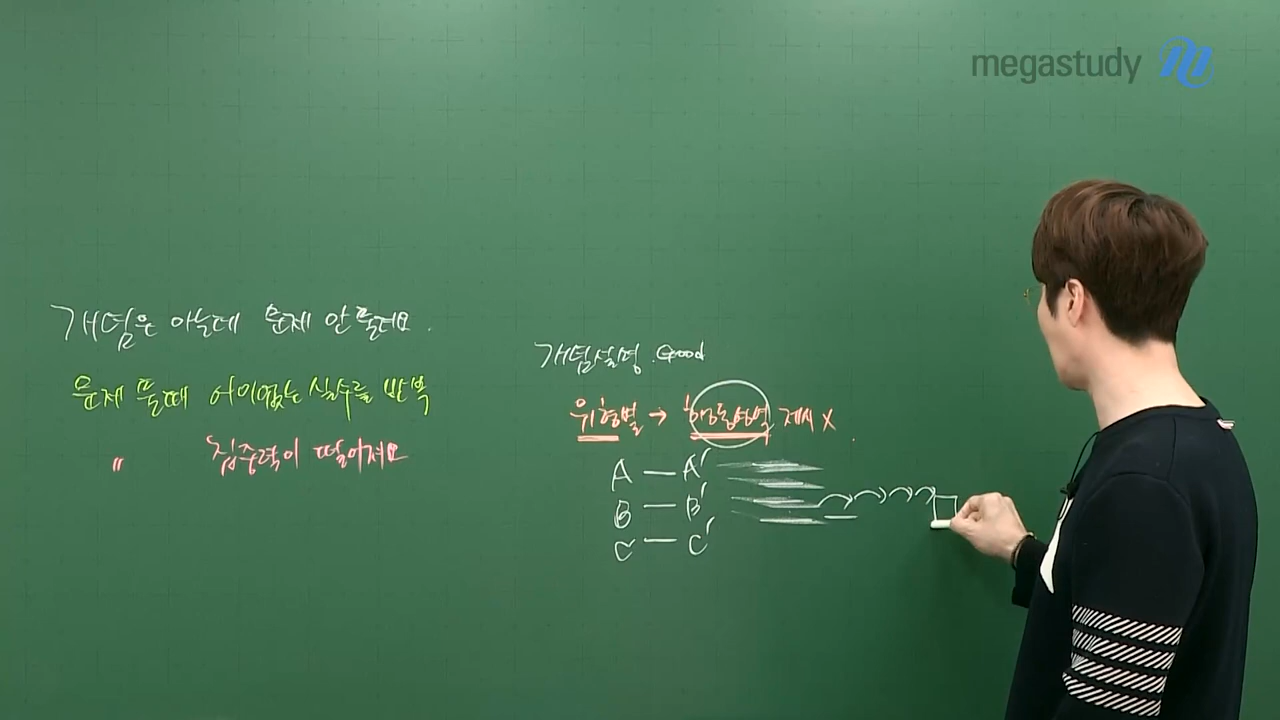 megastudy
개념은 아는데 문제 안 풀려요.
문제 풀때 어이없는 실수를 반복
" 집중력이 떨어져요
개념설명. Good
유형별 → 행동영역 제시 X
A — A'
B — B'
C — C'